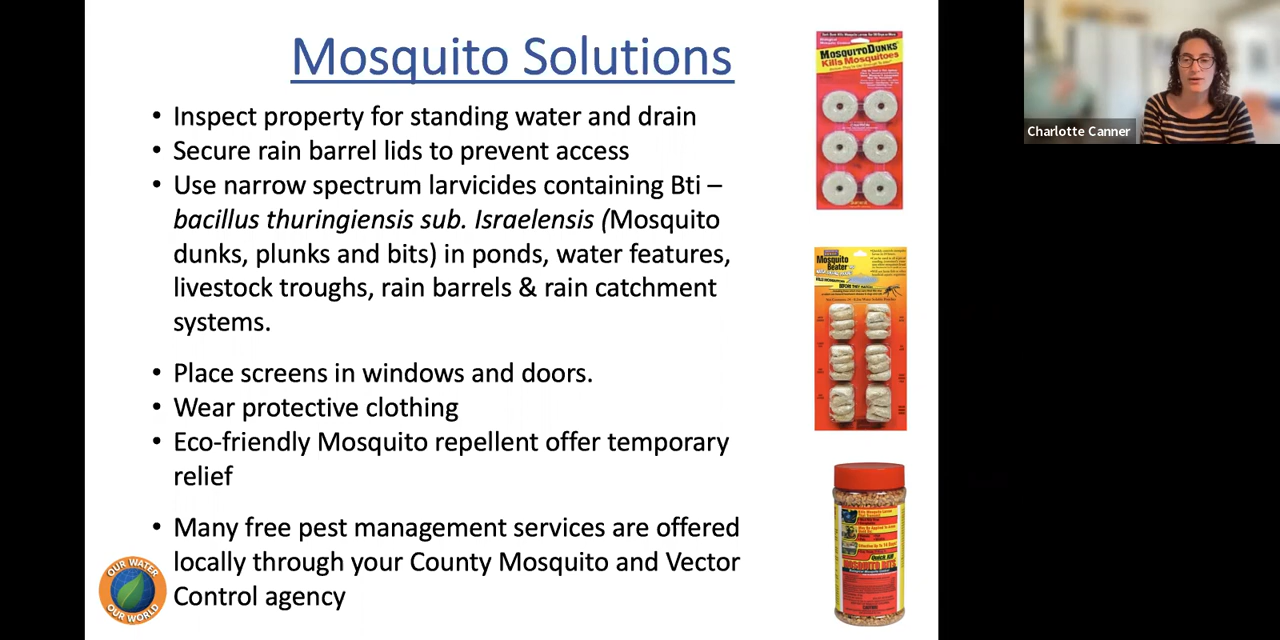 Mosquito Solutions
• Inspect property for standing water and drain
• Secure rain barrel lids to prevent access
• Use narrow spectrum larvicides containing Bti –
bacillus thuringiensis sub. Israelensis (Mosquito
dunks, plunks and bits) in ponds, water features,
livestock troughs, rain barrels & rain catchment
systems.
• Place screens in windows and doors.
• Wear protective clothing
• Eco-friendly Mosquito repellent offer temporary
relief
• Many free pest management services are offered
locally through your County Mosquito and Vector
Control agency
OUR WATER
OUR WORLD
MOSQUITO DUNKS
Kills Mosquitoes
Mosquito
Beater
Quick Kill
MOSQUITO BITS
Charlotte Canner